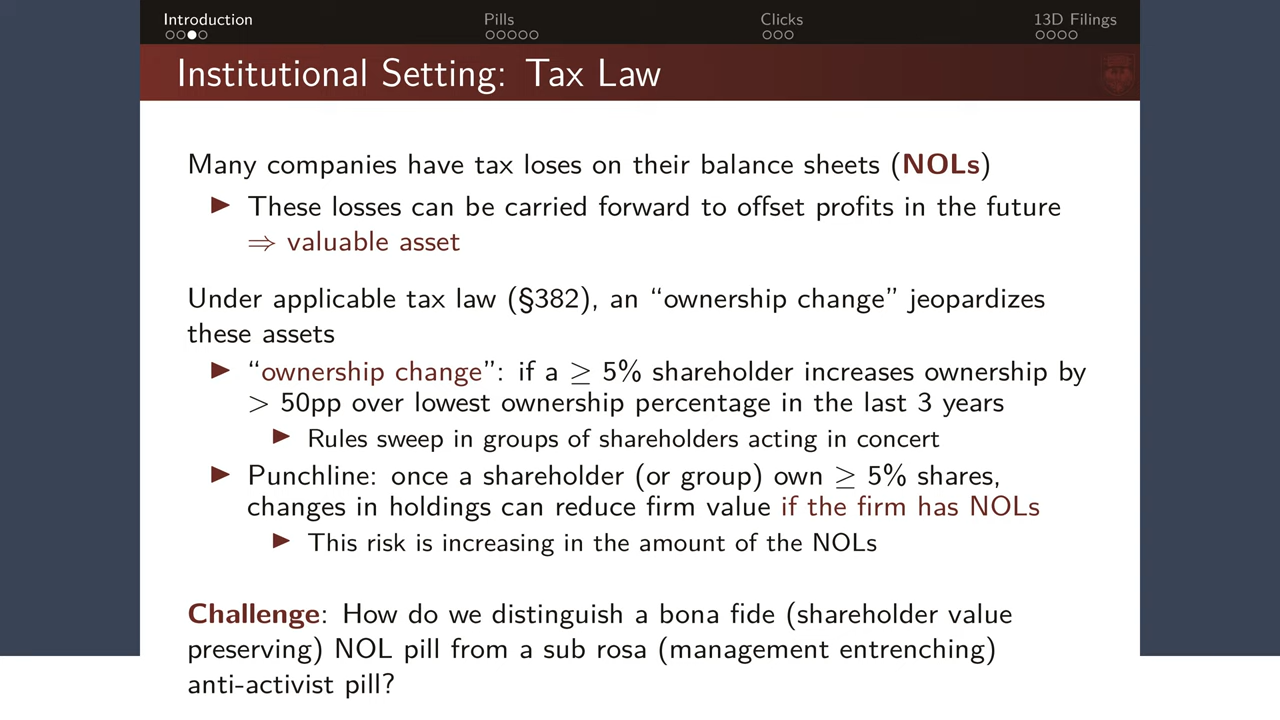 Introduction Pills Clicks 13D Filings
Institutional Setting: Tax Law
Many companies have tax loses on their balance sheets (NOLs)
▶ These losses can be carried forward to offset profits in the future
⇒ valuable asset
Under applicable tax law (§382), an “ownership change” jeopardizes
these assets
▶ “ownership change”: if a ≥ 5% shareholder increases ownership by
> 50pp over lowest ownership percentage in the last 3 years
▶ Rules sweep in groups of shareholders acting in concert
▶ Punchline: once a shareholder (or group) own ≥ 5% shares,
changes in holdings can reduce firm value if the firm has NOLs
▶ This risk is increasing in the amount of the NOLs
Challenge: How do we distinguish a bona fide (shareholder value
preserving) NOL pill from a sub rosa (management entrenching)
anti-activist pill?